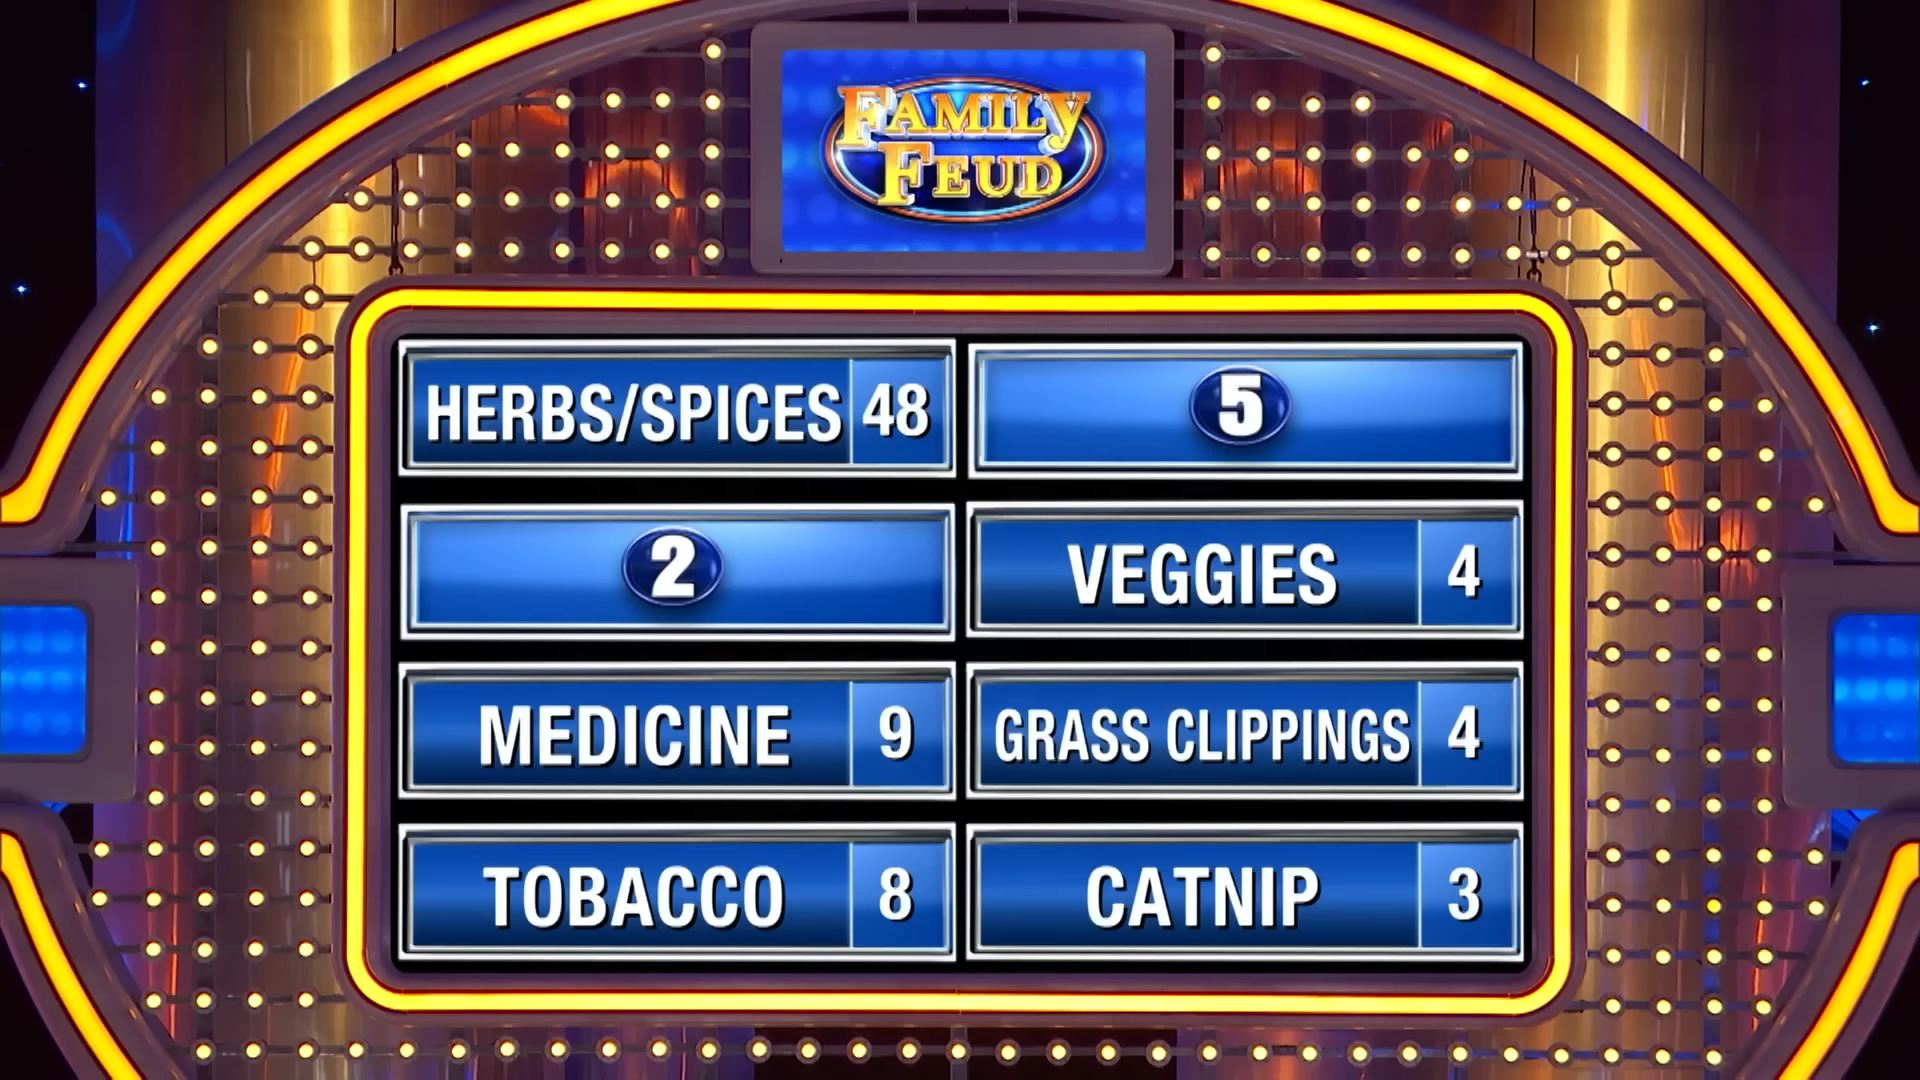 FAMILY
FEUD
HERBS/SPICES 48
5
2
VEGGIES 4
MEDICINE 9
GRASS CLIPPINGS 4
TOBACCO 8
CATNIP 3